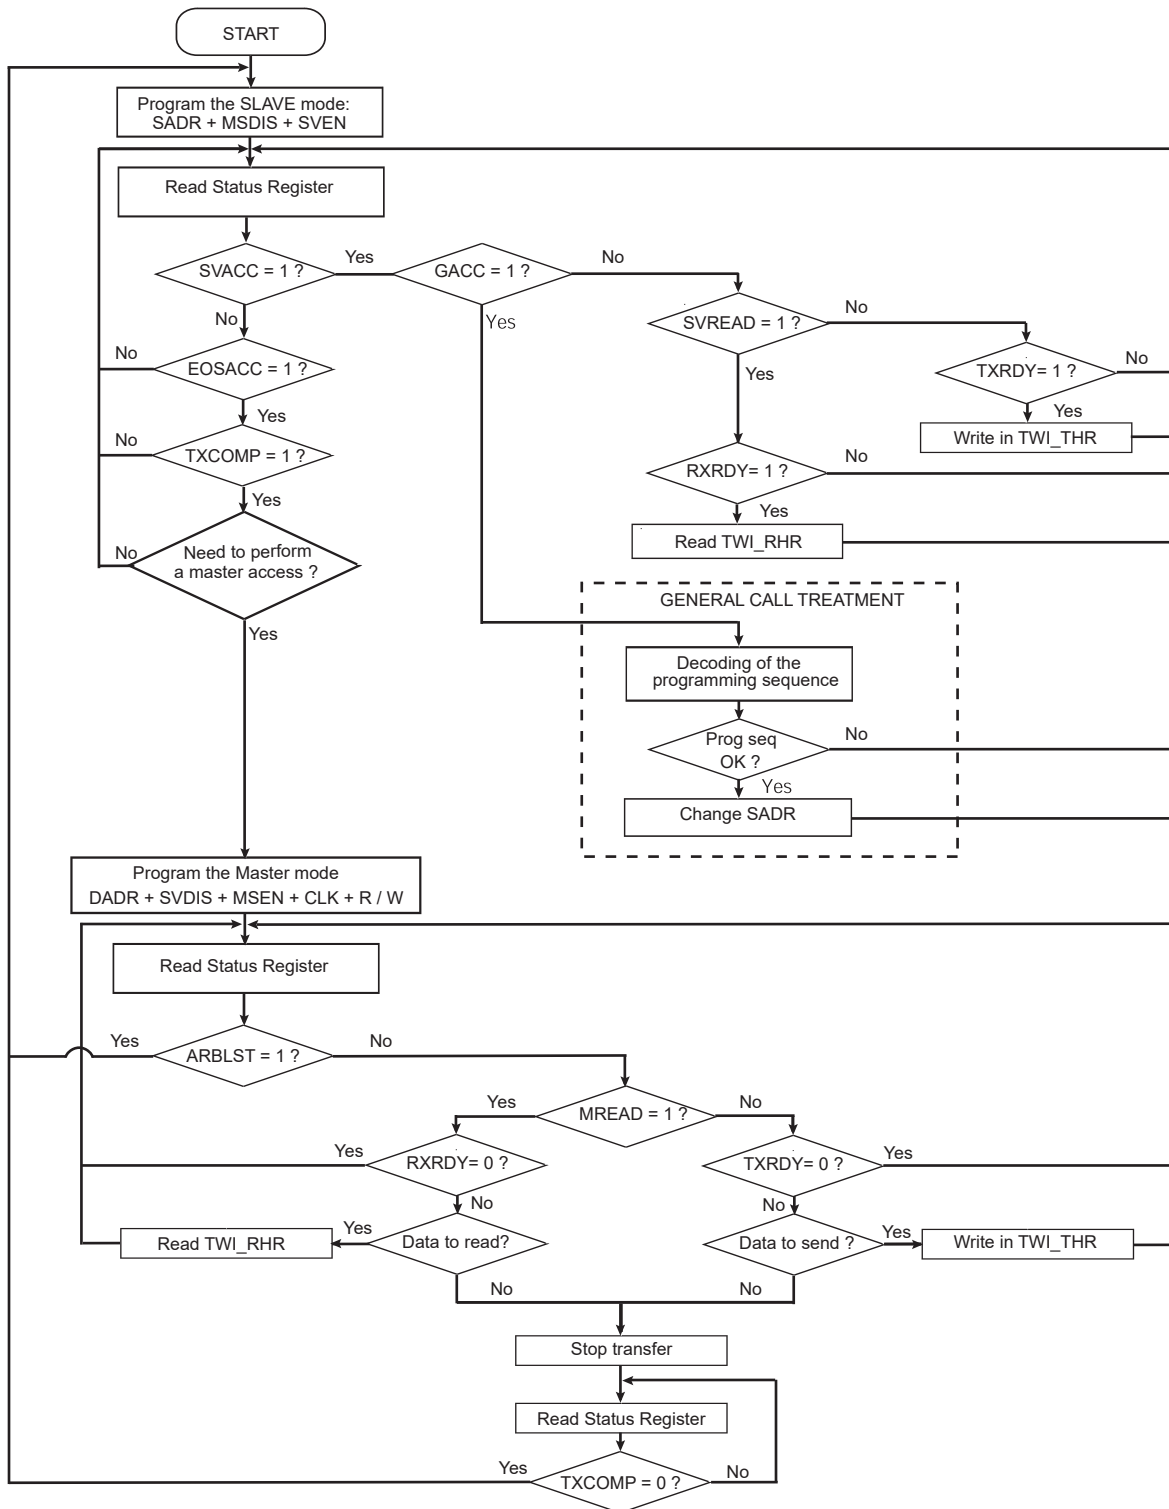 START
Program the SLAVE mode:
SADR + MSDIS + SVEN
Read Status Register
SVACC = 1 ?
Yes
GACC = 1 ?
No
No
Yes
SVREAD = 1 ?
No
EOSACC = 1 ?
No
Yes
TXRDY= 1 ?
No
Yes
Yes
Write in TWI_THR
TXCOMP = 1 ?
No
Yes
RXRDY= 1 ?
No
Yes
Read TWI_RHR
Need to perform
a master access ?
No
Yes
GENERAL CALL TREATMENT
Decoding of the
programming sequence
Prog seq
OK ?
No
Yes
Change SADR
Program the Master mode
DADR + SVDIS + MSEN + CLK + R / W
Read Status Register
Yes
ARBLST = 1 ?
No
Yes
MREAD = 1 ?
No
Yes
RXRDY= 0 ?
TXRDY= 0 ?
Yes
No
No
Read TWI_RHR
Yes
Data to read?
Data to send ?
Yes
Write in TWI_THR
No
No
Stop transfer
Read Status Register
Yes
TXCOMP = 0 ?
No